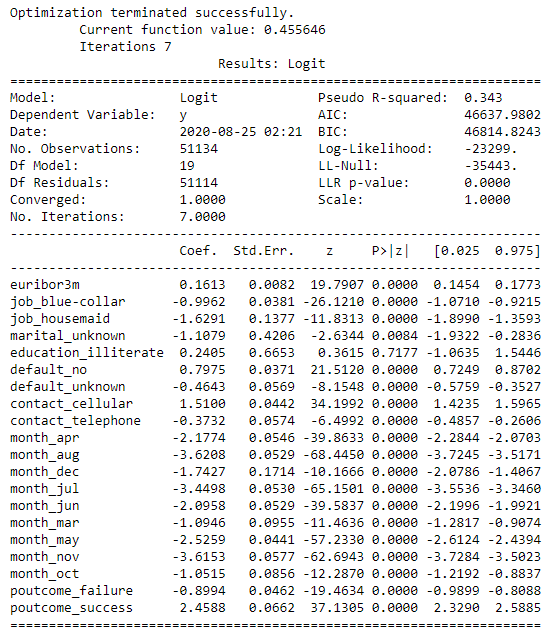 Optimization terminated successfully.
         Current function value: 0.455646
         Iterations 7
                           Results: Logit
=====================================================================
Model:                Logit             Pseudo R-squared:  0.343
Dependent Variable:   y                 AIC:               46637.9802
Date:                 2020-08-25 02:21  BIC:               46814.8243
No. Observations:     51134             Log-Likelihood:    -23299.
Df Model:             19                LL-Null:           -35443.
Df Residuals:         51114             LLR p-value:       0.0000
Converged:            1.0000            Scale:             1.0000
No. Iterations:       7.0000
---------------------------------------------------------------------
                      Coef.  Std.Err.    z     P>|z|   [0.025  0.975]
---------------------------------------------------------------------
euribor3m             0.1613   0.0082  19.7907 0.0000  0.1454  0.1773
job_blue-collar      -0.9962   0.0381 -26.1210 0.0000 -1.0710 -0.9215
job_housemaid        -1.6291   0.1377 -11.8313 0.0000 -1.8990 -1.3593
marital_unknown      -1.1079   0.4206  -2.6344 0.0084 -1.9322 -0.2836
education_illiterate  0.2405   0.6653   0.3615 0.7177 -1.0635  1.5446
default_no            0.7975   0.0371  21.5120 0.0000  0.7249  0.8702
default_unknown      -0.4643   0.0569  -8.1548 0.0000 -0.5759 -0.3527
contact_cellular      1.5100   0.0442  34.1992 0.0000  1.4235  1.5965
contact_telephone    -0.3732   0.0574  -6.4992 0.0000 -0.4857 -0.2606
month_apr            -2.1774   0.0546 -39.8633 0.0000 -2.2844 -2.0703
month_aug            -3.6208   0.0529 -68.4450 0.0000 -3.7245 -3.5171
month_dec            -1.7427   0.1714 -10.1666 0.0000 -2.0786 -1.4067
month_jul            -3.4498   0.0530 -65.1501 0.0000 -3.5536 -3.3460
month_jun            -2.0958   0.0529 -39.5837 0.0000 -2.1996 -1.9921
month_mar            -1.0946   0.0955 -11.4636 0.0000 -1.2817 -0.9074
month_may            -2.5259   0.0441 -57.2330 0.0000 -2.6124 -2.4394
month_nov            -3.6153   0.0577 -62.6943 0.0000 -3.7284 -3.5023
month_oct            -1.0515   0.0856 -12.2870 0.0000 -1.2192 -0.8837
poutcome_failure     -0.8994   0.0462 -19.4634 0.0000 -0.9899 -0.8088
poutcome_success      2.4588   0.0662  37.1305 0.0000  2.3290  2.5885
=====================================================================